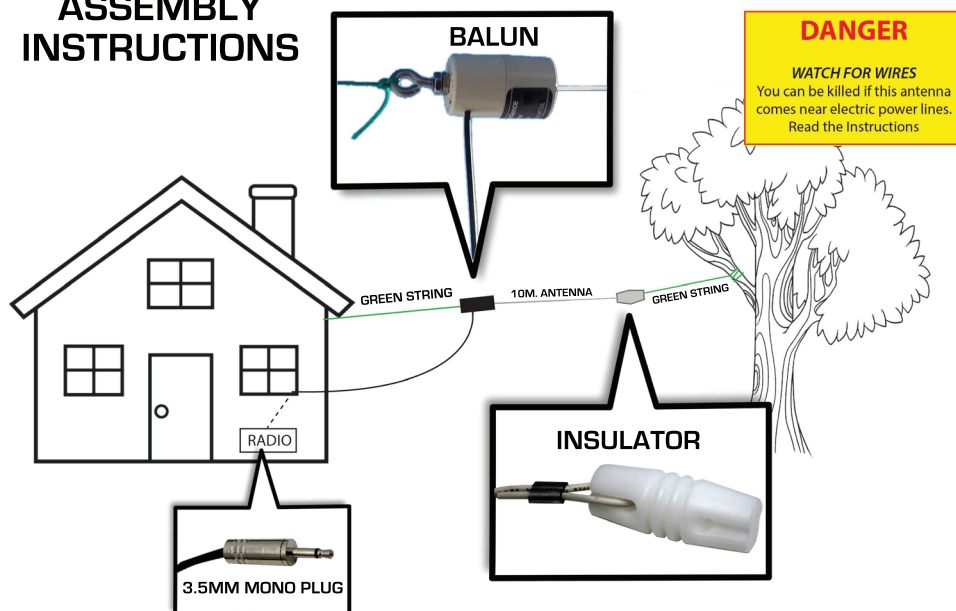 ASSEMBLY
INSTRUCTIONS
BALUN
DANGER
WATCH FOR WIRES
You can be killed if this antenna
comes near electric power lines.
Read the Instructions
GREEN STRING
10M. ANTENNA
GREEN STRING
RADIO
INSULATOR
3.5MM MONO PLUG